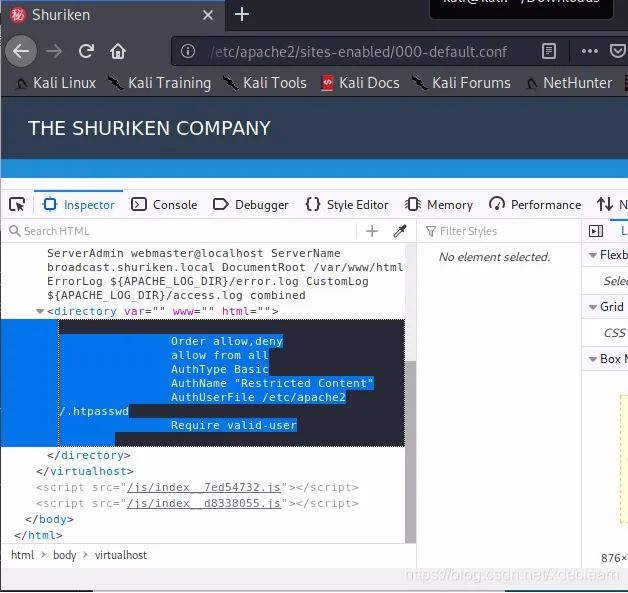 秘 Shuriken × +
/etc/apache2/sites-enabled/000-default.conf
Kali Linux Kali Training Kali Tools Kali Docs Kali Forums NetHunter
THE SHURIKEN COMPANY
Inspector Console Debugger Style Editor Memory Performance N
Search HTML
Filter Styles
ServerAdmin webmaster@localhost ServerName
broadcast.shuriken.local DocumentRoot /var/www/html
ErrorLog ${APACHE_LOG_DIR}/error.log CustomLog
${APACHE_LOG_DIR}/access.log combined
<directory var="" www="" html="">
Order allow,deny
allow from all
AuthType Basic
AuthName "Restricted Content"
AuthUserFile /etc/apache2
/.htpasswd
Require valid-user
</directory>
</virtualhost>
<script src="/js/index__7ed54732.js"></script>
<script src="/js/index__d8338055.js"></script>
</body>
</html>
html > body > virtualhost
No element selected.
L
Flexb
Selec
Grid
CSS
Box M
876×
https://blog.csdn.net/xdeclearn